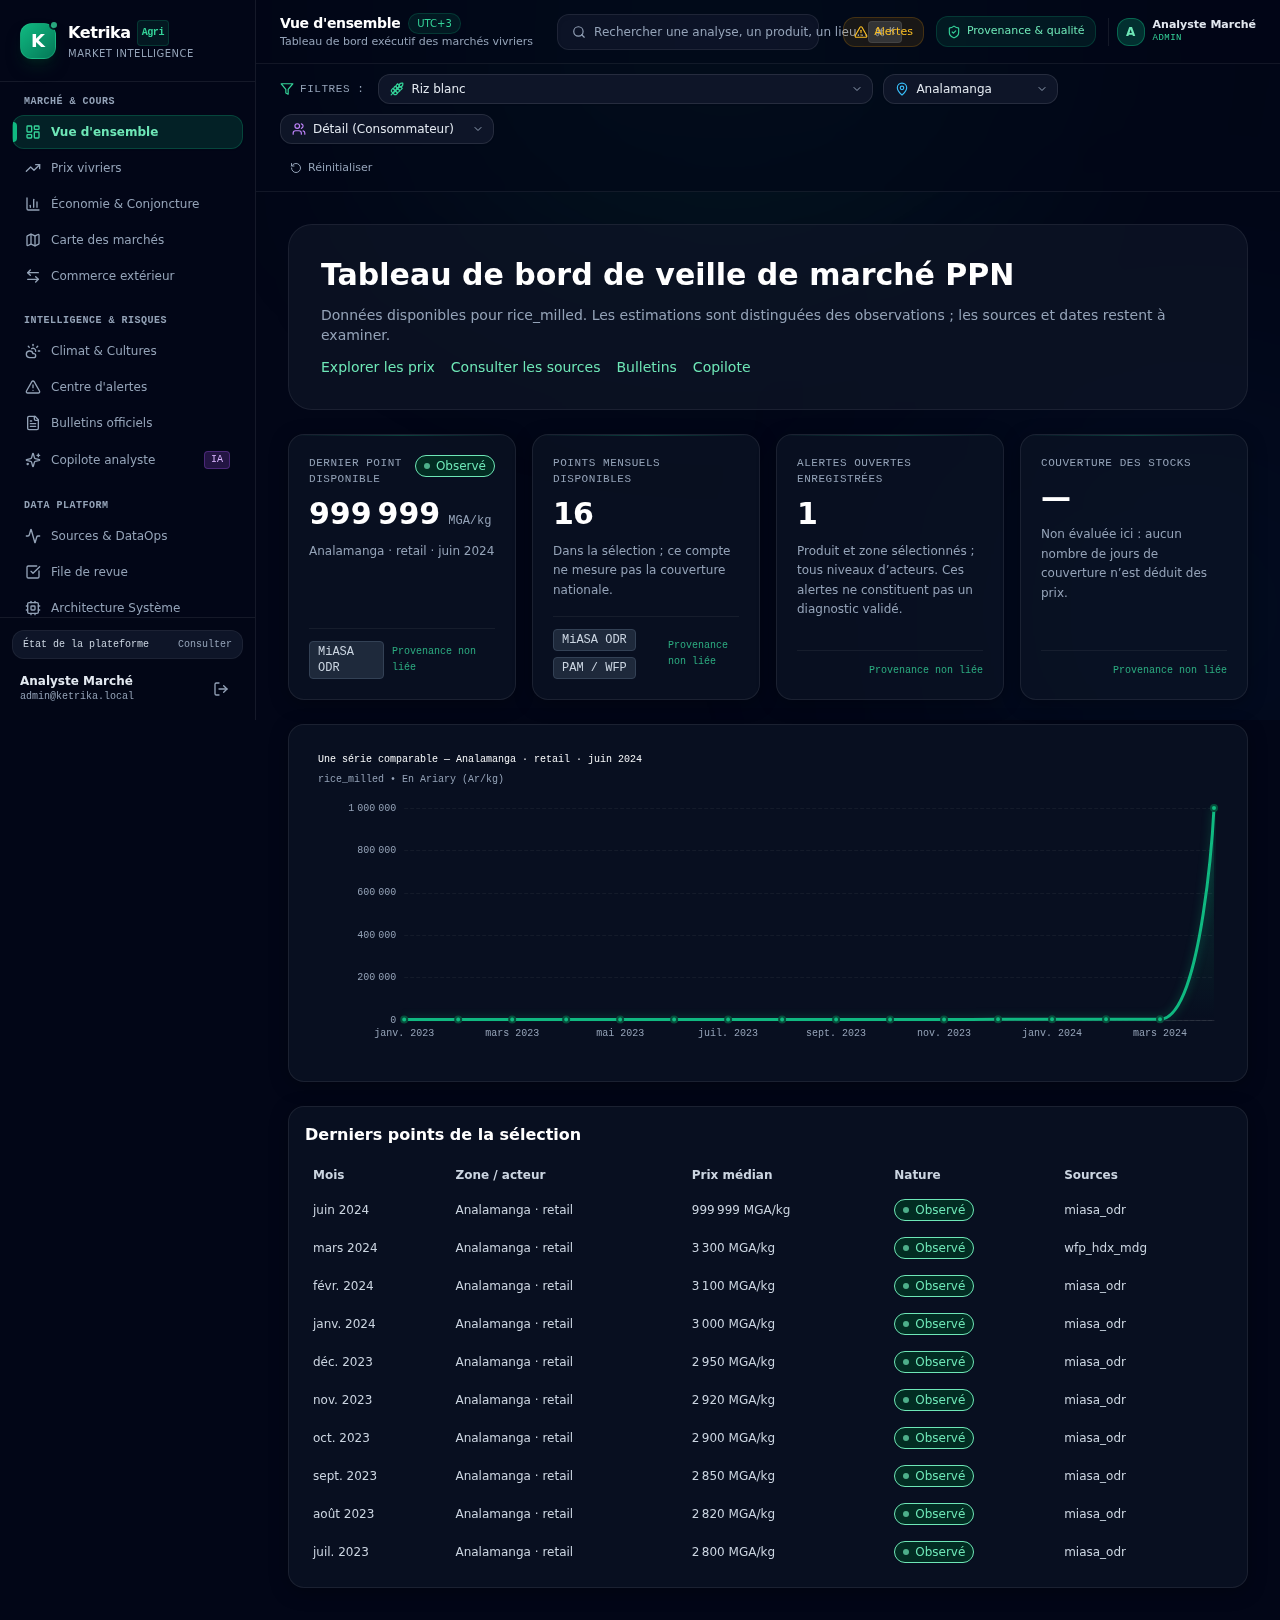 K
Ketrika Agri
MARKET INTELLIGENCE
MARCHÉ & COURS
Vue d'ensemble
Prix vivriers
Économie & Conjoncture
Carte des marchés
Commerce extérieur
INTELLIGENCE & RISQUES
Climat & Cultures
Centre d'alertes
Bulletins officiels
Copilote analyste IA
DATA PLATFORM
Sources & DataOps
File de revue
Architecture Système
État de la plateforme Consulter
Analyste Marché
admin@ketrika.local
Vue d'ensemble UTC+3
Tableau de bord exécutif des marchés vivriers
Rechercher une analyse, un produit, un lieu
Alertes
Provenance & qualité
A
Analyste Marché
ADMIN
FILTRES :
Riz blanc
Analamanga
Détail (Consommateur)
Réinitialiser
Tableau de bord de veille de marché PPN
Données disponibles pour rice_milled. Les estimations sont distinguées des observations ; les sources et dates restent à
examiner.
Explorer les prix Consulter les sources Bulletins Copilote
DERNIER POINT
DISPONIBLE
Observé
999 999 MGA/kg
Analamanga · retail · juin 2024
MiASA
ODR
Provenance non
liée
POINTS MENSUELS
DISPONIBLES
16
Dans la sélection ; ce compte
ne mesure pas la couverture
nationale.
MiASA ODR
PAM / WFP
Provenance
non liée
ALERTES OUVERTES
ENREGISTRÉES
1
Produit et zone sélectionnés ;
tous niveaux d’acteurs. Ces
alertes ne constituent pas un
diagnostic validé.
Provenance non liée
COUVERTURE DES STOCKS
—
Non évaluée ici : aucun
nombre de jours de
couverture n’est déduit des
prix.
Provenance non liée
Une série comparable — Analamanga · retail · juin 2024
rice_milled • En Ariary (Ar/kg)
1 000 000
800 000
600 000
400 000
200 000
0
janv. 2023 mars 2023 mai 2023 juil. 2023 sept. 2023 nov. 2023 janv. 2024 mars 2024
Derniers points de la sélection
Mois Zone / acteur Prix médian Nature Sources
juin 2024 Analamanga · retail 999 999 MGA/kg Observé miasa_odr
mars 2024 Analamanga · retail 3 300 MGA/kg Observé wfp_hdx_mdg
févr. 2024 Analamanga · retail 3 100 MGA/kg Observé miasa_odr
janv. 2024 Analamanga · retail 3 000 MGA/kg Observé miasa_odr
déc. 2023 Analamanga · retail 2 950 MGA/kg Observé miasa_odr
nov. 2023 Analamanga · retail 2 920 MGA/kg Observé miasa_odr
oct. 2023 Analamanga · retail 2 900 MGA/kg Observé miasa_odr
sept. 2023 Analamanga · retail 2 850 MGA/kg Observé miasa_odr
août 2023 Analamanga · retail 2 820 MGA/kg Observé miasa_odr
juil. 2023 Analamanga · retail 2 800 MGA/kg Observé miasa_odr